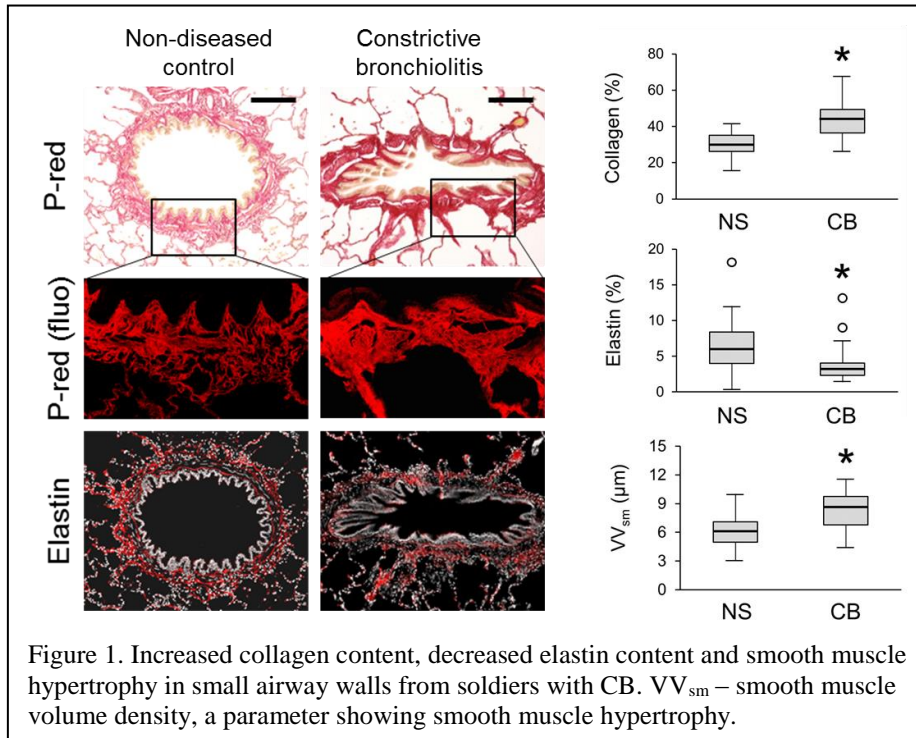 Non-diseased
control
Constrictive
bronchiolitis
P-red
P-red (fluo)
Elastin
Collagen (%)
80
60
40
20
0
*
NS CB
Elastin (%)
20
15
10
5
0
*
NS CB
VVsm (µm)
15
12
9
6
3
0
*
NS CB
Figure 1. Increased collagen content, decreased elastin content and smooth muscle
hypertrophy in small airway walls from soldiers with CB. VVsm – smooth muscle
volume density, a parameter showing smooth muscle hypertrophy.